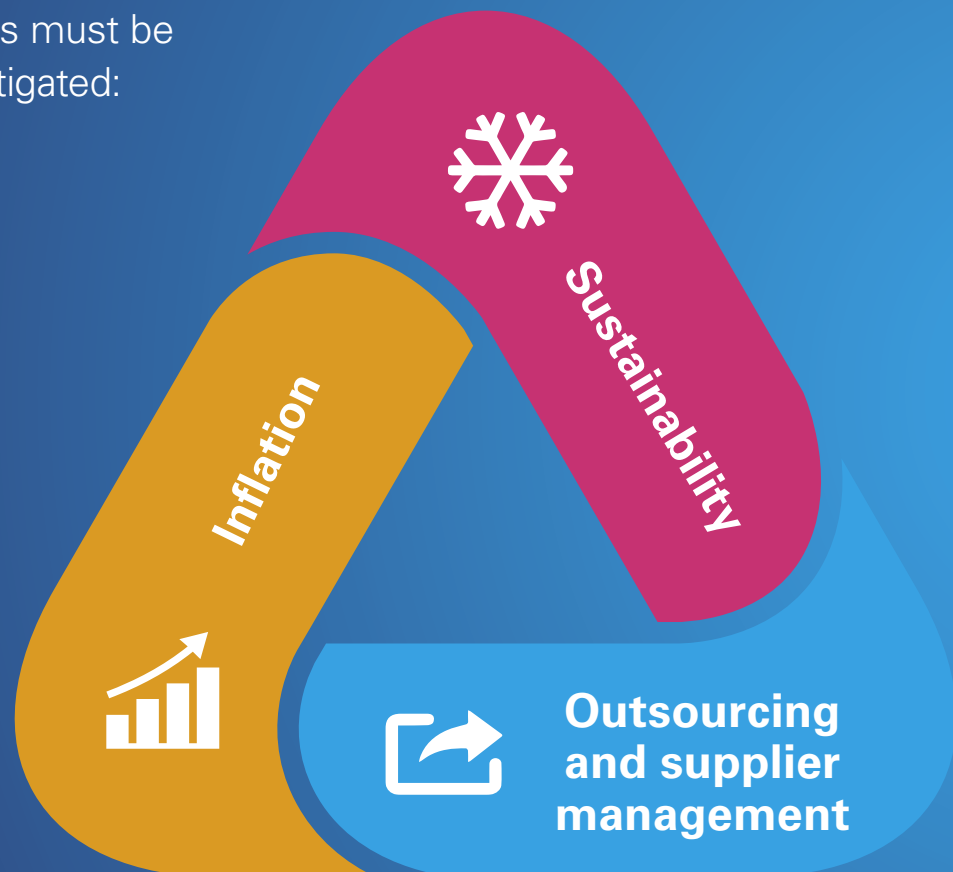 s must be
tigated:
Sustainability
Inflation
Outsourcing
and supplier
management